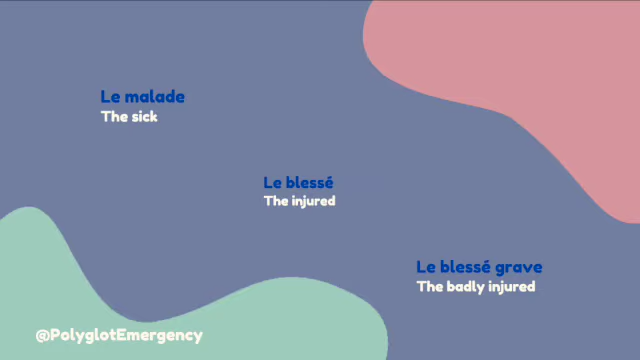 Le malade
The sick
Le blessé
The injured
Le blessé grave
The badly injured
@PolyglotEmergency